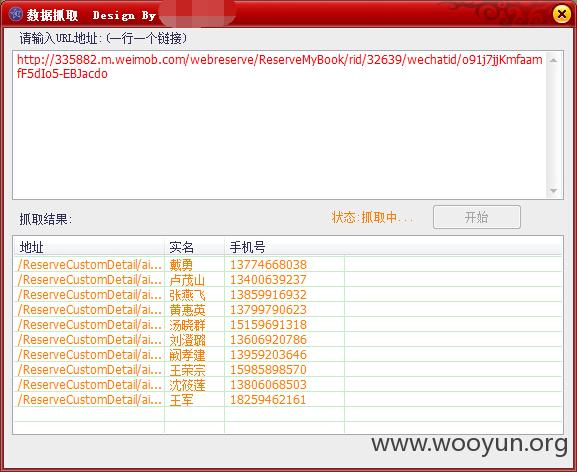 数据抓取 Design By
请输入URL地址:(一行一个链接)
http://335882.m.weimob.com/webreserve/ReserveMyBook/rid/32639/wechatid/o91j7jjKmfaam
fF5dIo5-EBJacdo
抓取结果: 状态:抓取中... 开始
地址 实名 手机号
/ReserveCustomDetail/ai... 戴勇 13774668038
/ReserveCustomDetail/ai... 卢茂山 13400639237
/ReserveCustomDetail/ai... 张燕飞 13859916932
/ReserveCustomDetail/ai... 黄惠英 13799790623
/ReserveCustomDetail/ai... 汤晓群 15159691318
/ReserveCustomDetail/ai... 刘澄璐 13606920786
/ReserveCustomDetail/ai... 阙孝建 13959203646
/ReserveCustomDetail/ai... 王荣宗 15985898570
/ReserveCustomDetail/ai... 沈筱莲 13806068503
/ReserveCustomDetail/ai... 王军 18259462161
www.wooyun.org